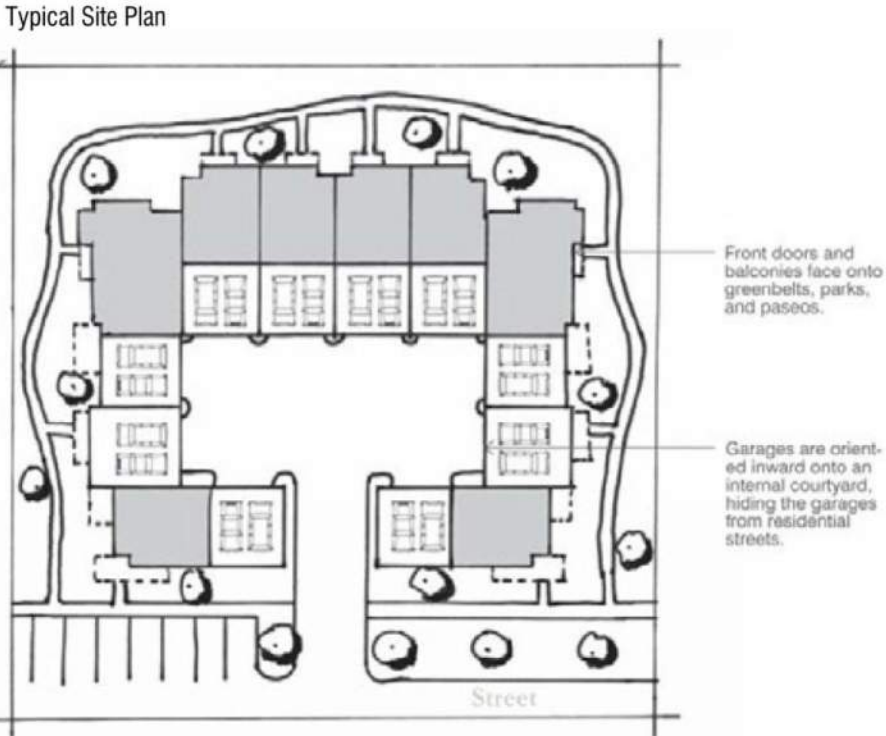 Typical Site Plan
Front doors and
balconies face onto
greenbelts, parks,
and paseos.
Garages are orient-
ed inward onto an
internal courtyard,
hiding the garages
from residential
streets.
Street